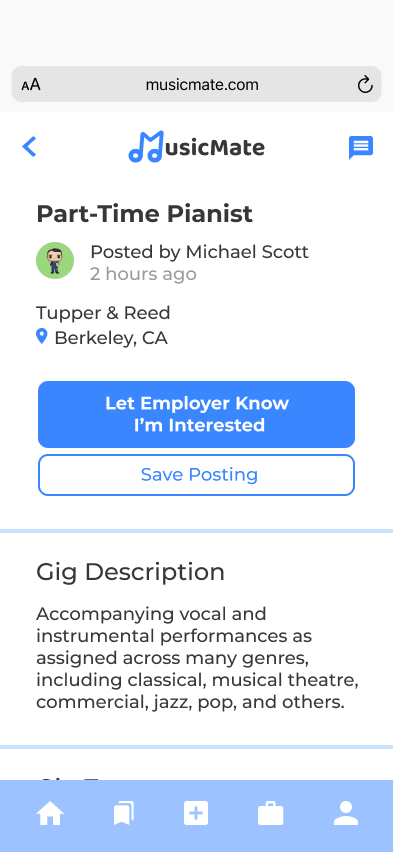 AA musicmate.com
MusicMate
Part-Time Pianist
Posted by Michael Scott
2 hours ago
Tupper & Reed
Berkeley, CA
Let Employer Know
I’m Interested
Save Posting
Gig Description
Accompanying vocal and
instrumental performances as
assigned across many genres,
including classical, musical theatre,
commercial, jazz, pop, and others.